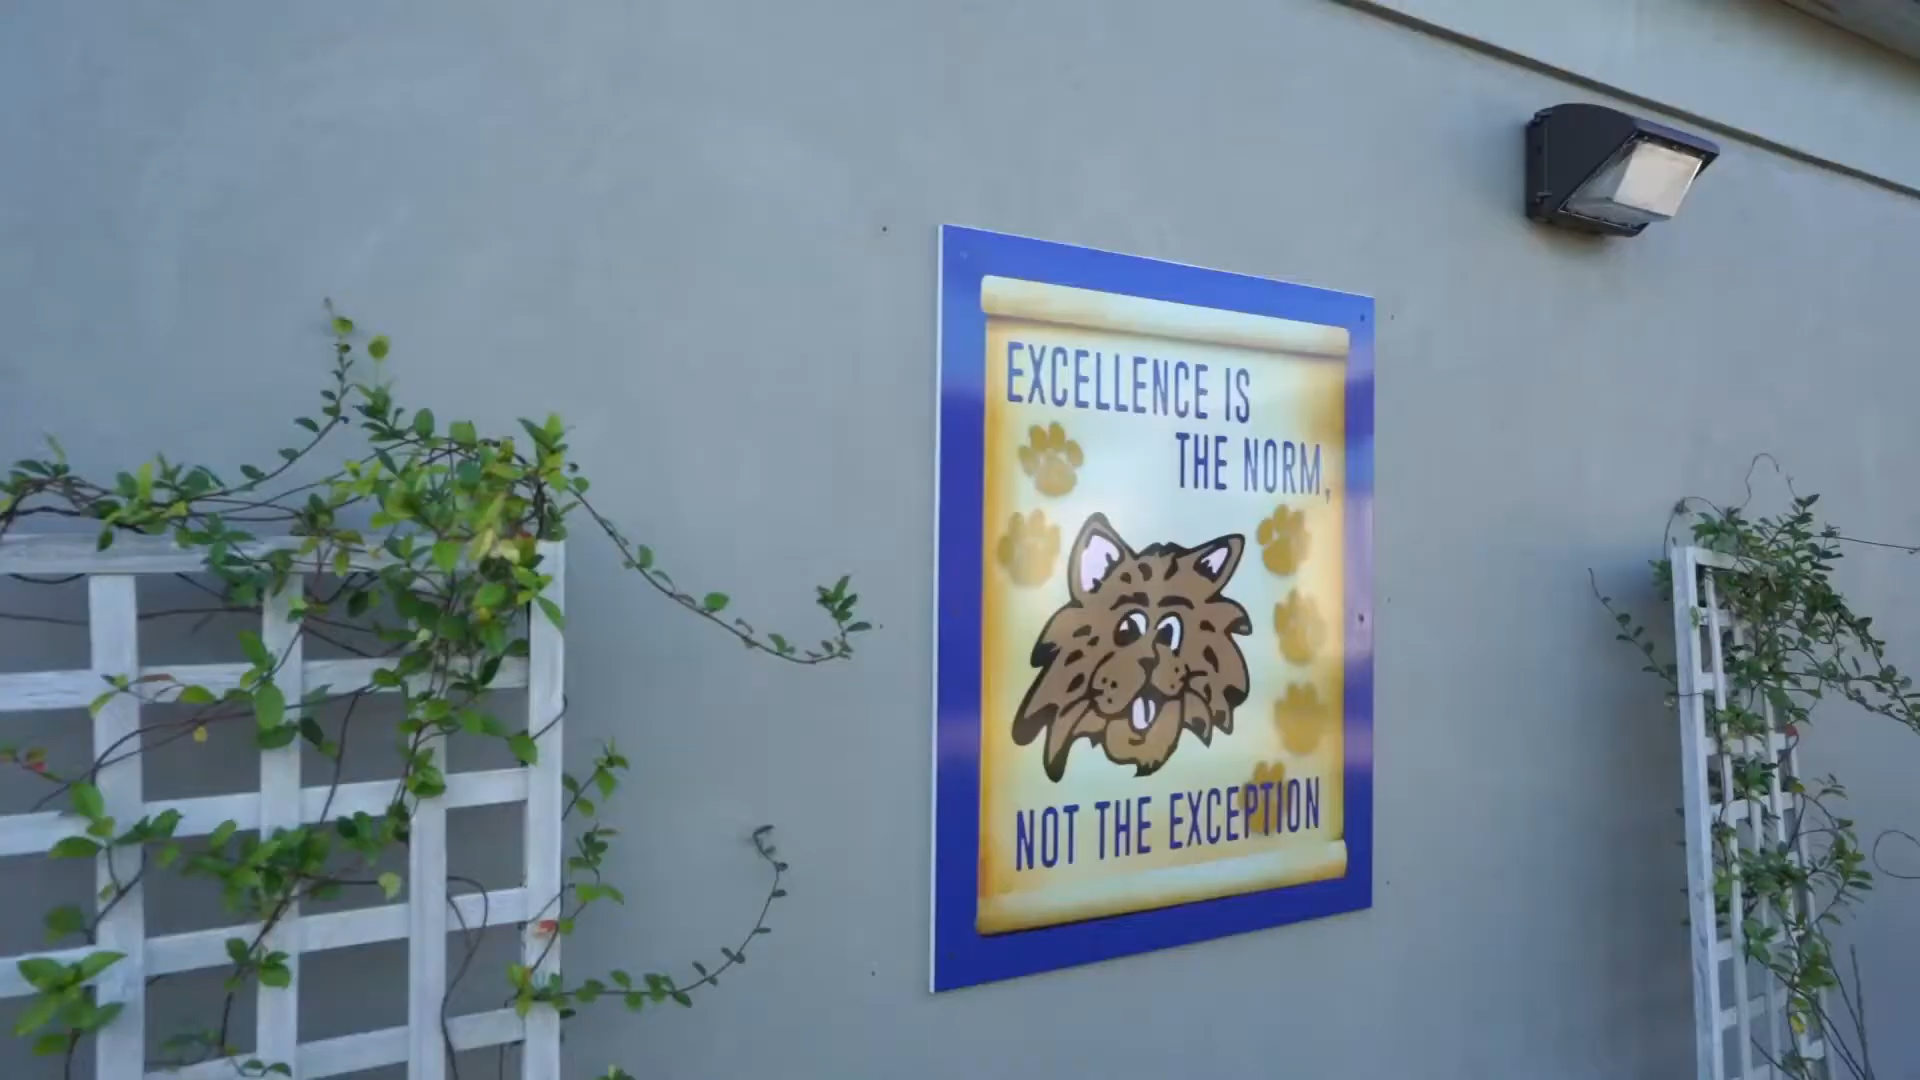 EXCELLENCE IS
THE NORM,
NOT THE EXCEPTION